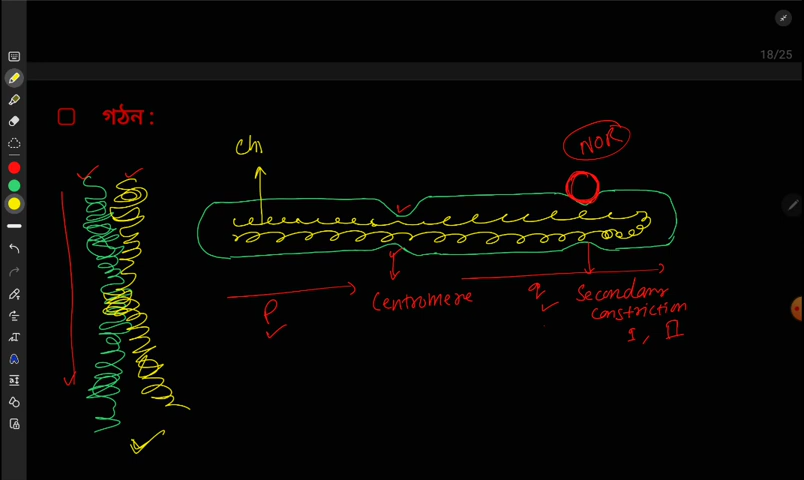 18/25
গঠন :
Ch
NOR
P
Centromere
q
Secondary
constriction
I, II